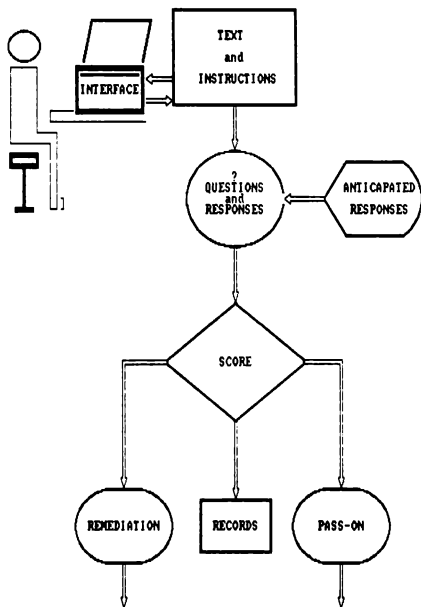 TEXT
and
INSTRUCTIONS
INTERFACE
?
QUESTIONS
and
RESPONSES
ANTICAPATED
RESPONSES
SCORE
REMEDIATION
RECORDS
PASS-ON